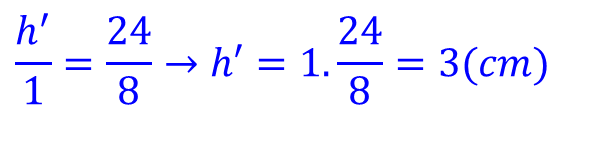 h′/1 = 24/8 → h′ = 1. 24/8 = 3(cm)